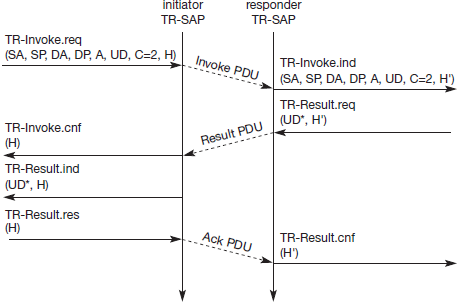 initiator
TR-SAP
responder
TR-SAP
TR-Invoke.req
(SA, SP, DA, DP, A, UD, C=2, H)
Invoke PDU
TR-Invoke.ind
(SA, SP, DA, DP, A, UD, C=2, H')
TR-Result.req
(UD*, H')
Result PDU
TR-Invoke.cnf
(H)
TR-Result.ind
(UD*, H)
TR-Result.res
(H)
Ack PDU
TR-Result.cnf
(H')